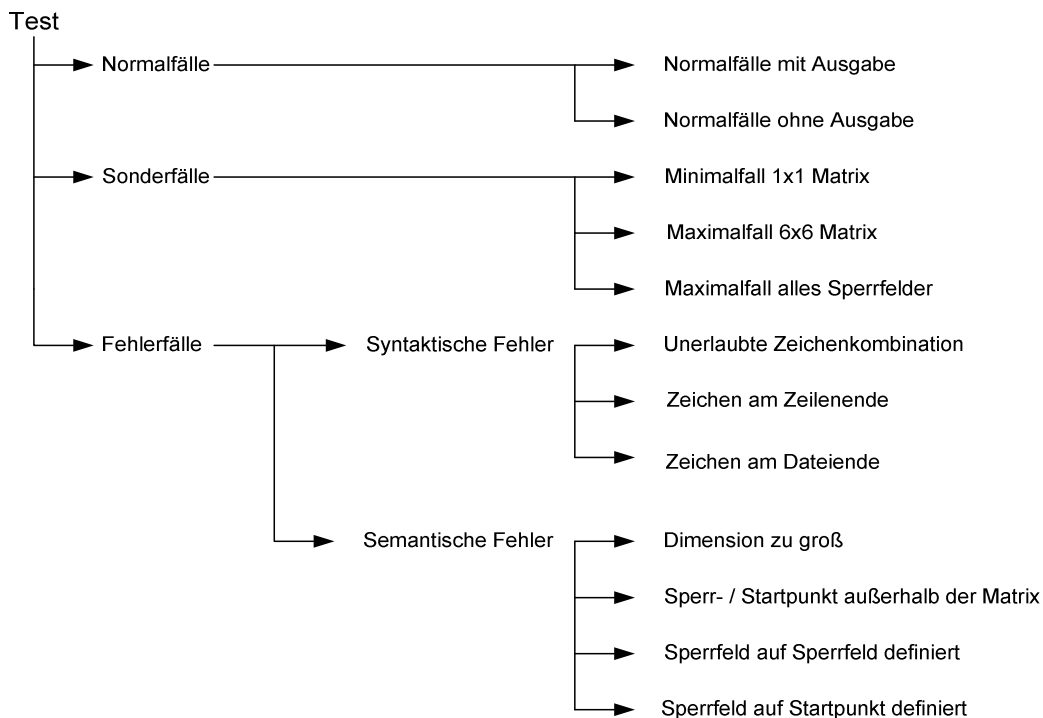 Test
Normalfälle
Normalfälle mit Ausgabe
Normalfälle ohne Ausgabe
Sonderfälle
Minimalfall 1x1 Matrix
Maximalfall 6x6 Matrix
Maximalfall alles Sperrfelder
Fehlerfälle
Syntaktische Fehler
Unerlaubte Zeichenkombination
Zeichen am Zeilenende
Zeichen am Dateiende
Semantische Fehler
Dimension zu groß
Sperr- / Startpunkt außerhalb der Matrix
Sperrfeld auf Sperrfeld definiert
Sperrfeld auf Startpunkt definiert